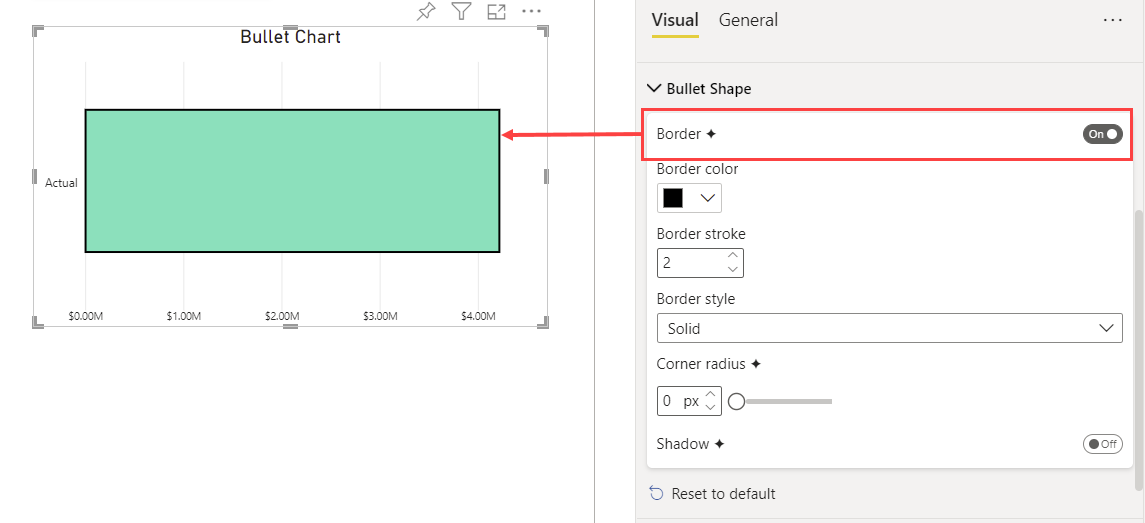 Bullet Chart
Actual
$0.00M $1.00M $2.00M $3.00M $4.00M
Visual General
Bullet Shape
Border
On
Border color
Border stroke
2
Border style
Solid
Corner radius
0 px
Shadow
Off
Reset to default